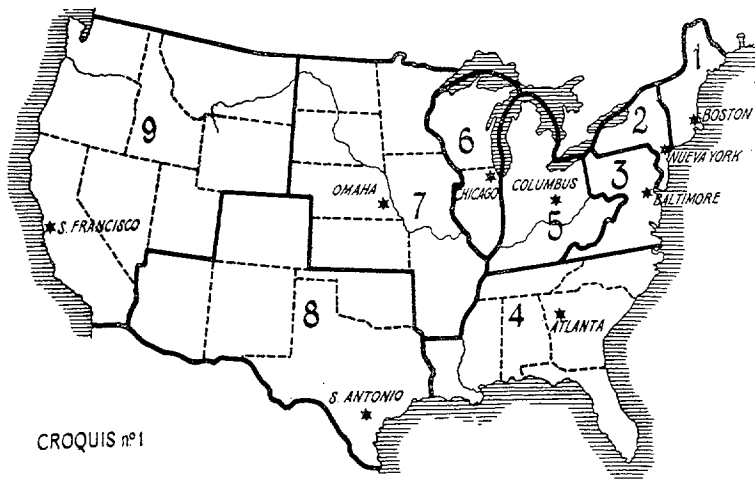 1
BOSTON
2
NUEVA YORK
9
6
3
CHICAGO
COLUMBUS
BALTIMORE
OMAHA
7
5
S. FRANCISCO
8
4
ATLANTA
S. ANTONIO
CROQUIS nº1